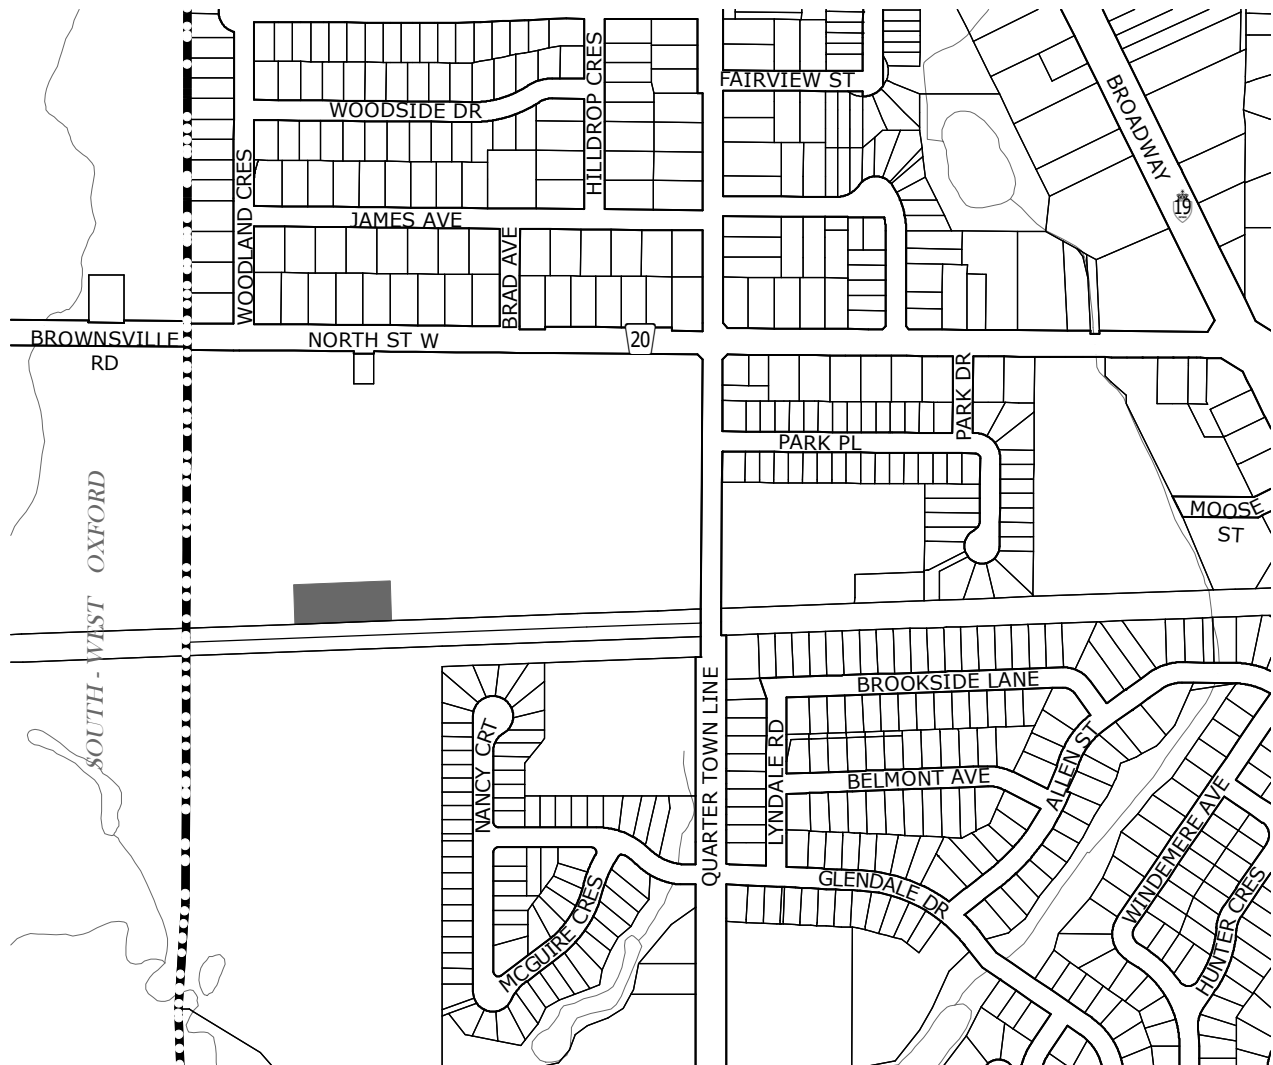 WOODSIDE DR
HILLDROP CRES
FAIRVIEW ST
BROADWAY
19
WOODLAND CRES
JAMES AVE
BRAD AVE
BROWNSVILLE
RD
NORTH ST W
20
PARK DR
PARK PL
SOUTH - WEST OXFORD
MOOSE
ST
QUARTER TOWN LINE
BROOKSIDE LANE
NANCY CRT
LYNDALE RD
ALLEN ST
BELMONT AVE
WINDEMERE AVE
GLENDALE DR
MCGUIRE CRES
HUNTER CRES